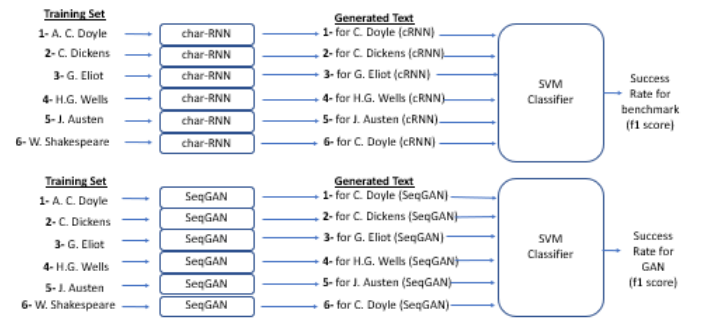 Training Set
Generated Text
1- A. C. Doyle char-RNN 1- for C. Doyle (cRNN)
2- C. Dickens char-RNN 2- for C. Dickens (cRNN)
3- G. Eliot char-RNN 3- for G. Eliot (cRNN)
4- H.G. Wells char-RNN 4- for H.G. Wells (cRNN)
5- J. Austen char-RNN 5- for J. Austen (cRNN)
6- W. Shakespeare char-RNN 6- for C. Doyle (cRNN)
SVM
Classifier
Success
Rate for
benchmark
(f1 score)
Training Set
Generated Text
1- A. C. Doyle SeqGAN 1- for C. Doyle (SeqGAN)
2- C. Dickens SeqGAN 2- for C. Dickens (SeqGAN)
3- G. Eliot SeqGAN 3- for G. Eliot (SeqGAN)
4- H.G. Wells SeqGAN 4- for H.G. Wells (SeqGAN)
5- J. Austen SeqGAN 5- for J. Austen (SeqGAN)
6- W. Shakespeare SeqGAN 6- for C. Doyle (SeqGAN)
SVM
Classifier
Success
Rate for
GAN
(f1 score)